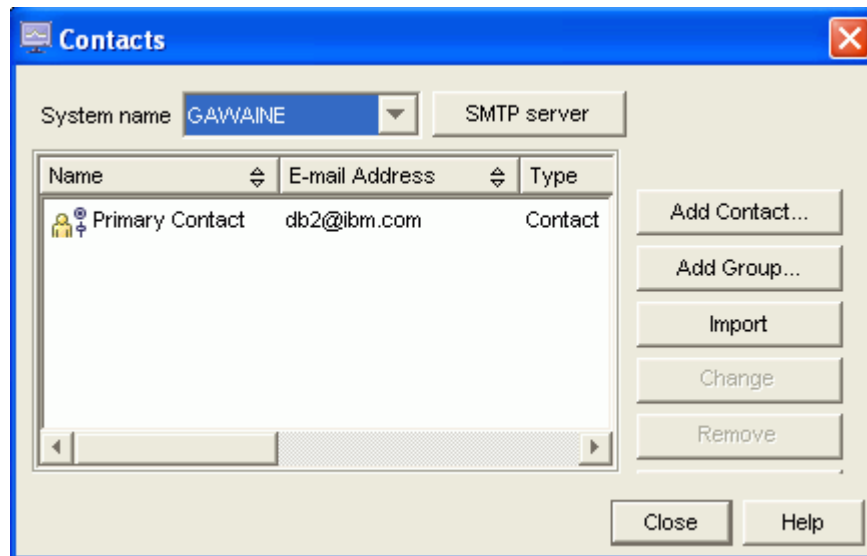 Contacts
System name GAWAINE SMTP server
Name E-mail Address Type
Primary Contact db2@ibm.com Contact
Add Contact...
Add Group...
Import
Change
Remove
Close Help